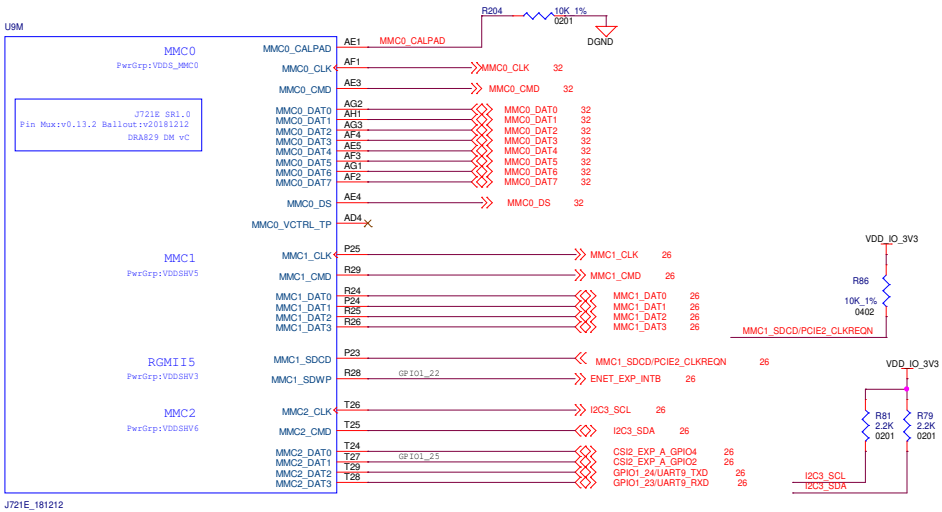 R204 10K_1%
0201
DGND
U9M
MMC0
PwrGrp:VDDS_MMC0
J721E SR1.0
Pin Mux:v0.13.2 Ballout:v20181212
DRA829 DM vC
MMC0_CALPAD AE1 MMC0_CALPAD
MMC0_CLK AF1 MMC0_CLK 32
MMC0_CMD AE3 MMC0_CMD 32
MMC0_DAT0 AG2 MMC0_DAT0 32
MMC0_DAT1 AH1 MMC0_DAT1 32
MMC0_DAT2 AG3 MMC0_DAT2 32
MMC0_DAT3 AF4 MMC0_DAT3 32
MMC0_DAT4 AE5 MMC0_DAT4 32
MMC0_DAT5 AF3 MMC0_DAT5 32
MMC0_DAT6 AG1 MMC0_DAT6 32
MMC0_DAT7 AF2 MMC0_DAT7 32
MMC0_DS AE4 MMC0_DS 32
MMC0_VCTRL_TP AD4
MMC1
PwrGrp:VDDSHV5
MMC1_CLK P25 MMC1_CLK 26
MMC1_CMD R29 MMC1_CMD 26
MMC1_DAT0 R24 MMC1_DAT0 26
MMC1_DAT1 P24 MMC1_DAT1 26
MMC1_DAT2 R25 MMC1_DAT2 26
MMC1_DAT3 R26 MMC1_DAT3 26
VDD_IO_3V3
R86
10K_1%
0402
MMC1_SDCD/PCIE2_CLKREQN
RGMII5
PwrGrp:VDDSHV3
MMC1_SDCD P23 MMC1_SDCD/PCIE2_CLKREQN 26
MMC1_SDWP R28 GPIO1_22 ENET_EXP_INTB 26
MMC2
PwrGrp:VDDSHV6
MMC2_CLK T26 I2C3_SCL 26
MMC2_CMD T25 I2C3_SDA 26
MMC2_DAT0 T24 CSI2_EXP_A_GPIO4 26
MMC2_DAT1 T27 GPIO1_25 CSI2_EXP_A_GPIO2 26
MMC2_DAT2 T29 GPIO1_24/UART9_TXD 26
MMC2_DAT3 T28 GPIO1_23/UART9_RXD 26
VDD_IO_3V3
R81 R79
2.2K 2.2K
0201 0201
I2C3_SCL
I2C3_SDA
J721E_181212